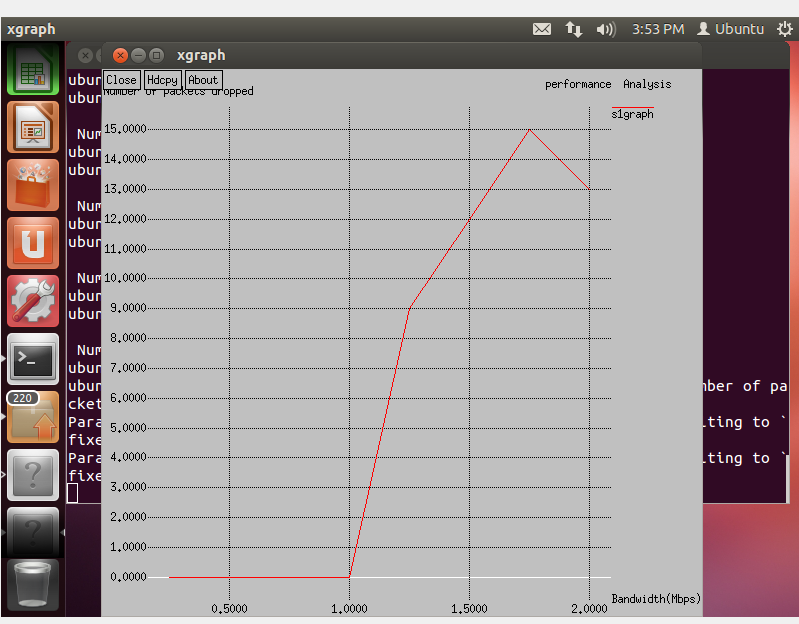 xgraph
3:53 PM
Ubuntu
xgraph
Close
Hdcpy
About
Number of packets dropped
performance Analysis
s1graph
15.0000
14.0000
13.0000
12.0000
11.0000
10.0000
9.0000
8.0000
7.0000
6.0000
5.0000
4.0000
3.0000
2.0000
1.0000
0.0000
0.5000
1.0000
1.5000
2.0000
Bandwidth(Mbps)
220
ubun
ubun
Num
ubun
ubun
Num
ubun
ubun
Num
ubun
ubun
Num
ubun
ubun
mber of pa
cket
Para
lting to `
fixe
Para
lting to `
fixe